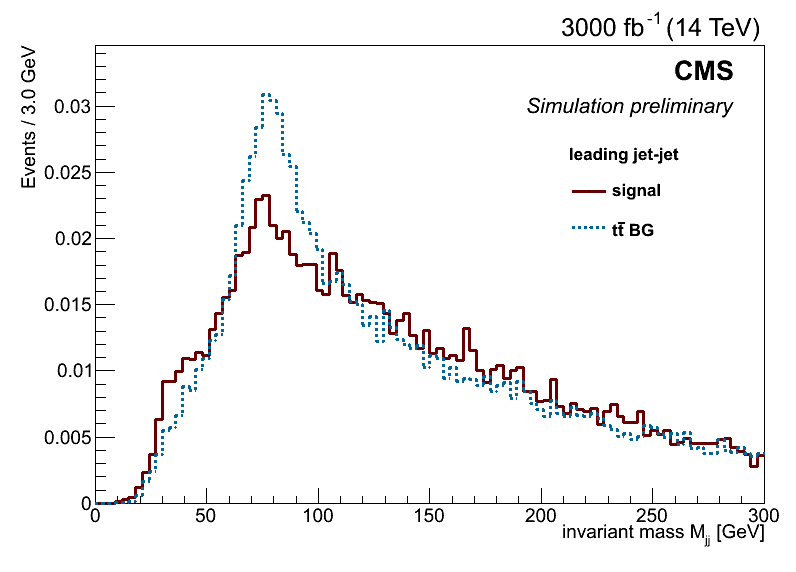 3000 fb-1 (14 TeV)
CMS
Simulation preliminary
leading jet-jet
signal
tt̄ BG
Events / 3.0 GeV
0.03
0.025
0.02
0.015
0.01
0.005
0
0 50 100 150 200 250 300
invariant mass Mjj [GeV]